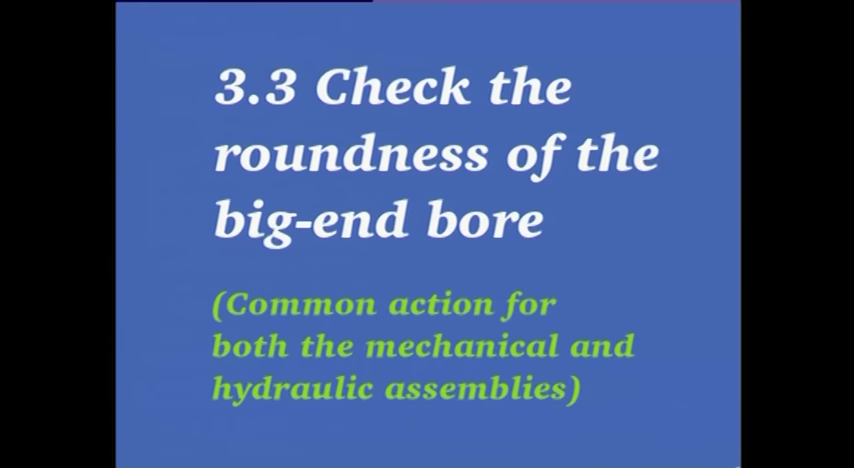 3.3 Check the
roundness of the
big-end bore
(Common action for
both the mechanical and
hydraulic assemblies)